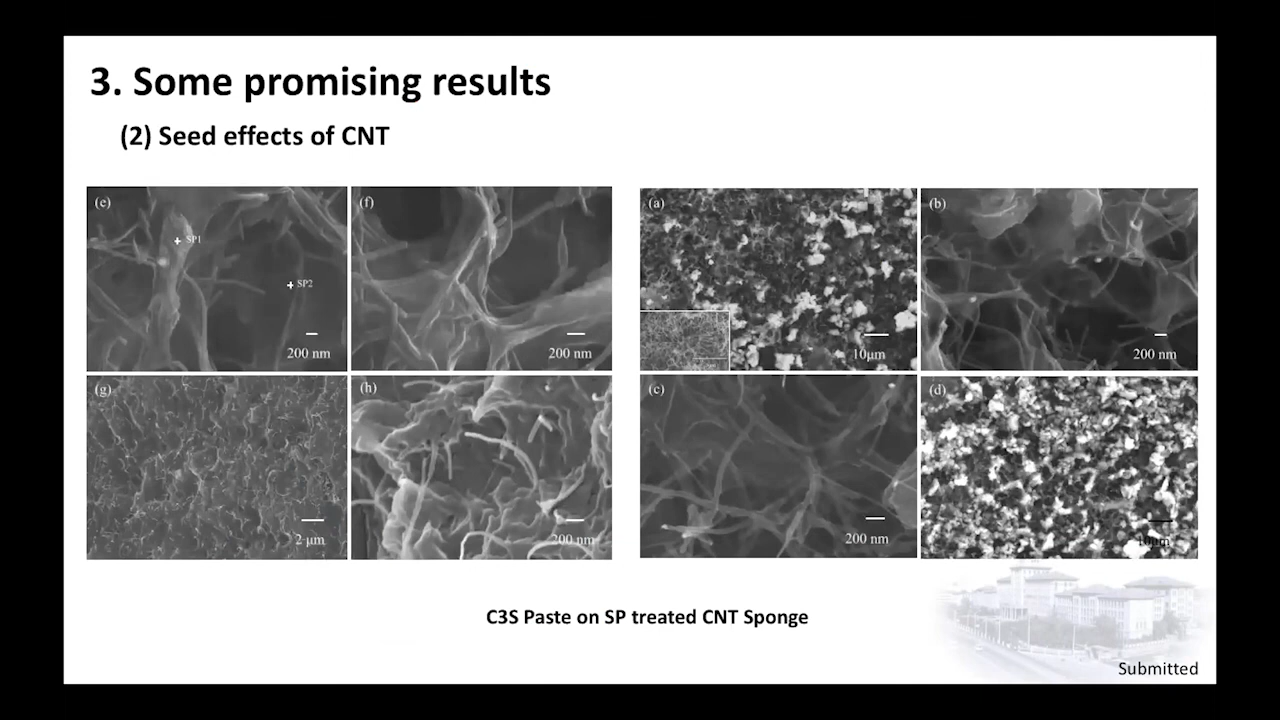 3. Some promising results
(2) Seed effects of CNT
(e)
SP1
SP2
200 nm
(f)
200 nm
(a)
10μm
(b)
200 nm
(g)
2 μm
(h)
200 nm
(c)
200 nm
(d)
10μm
C3S Paste on SP treated CNT Sponge
Submitted